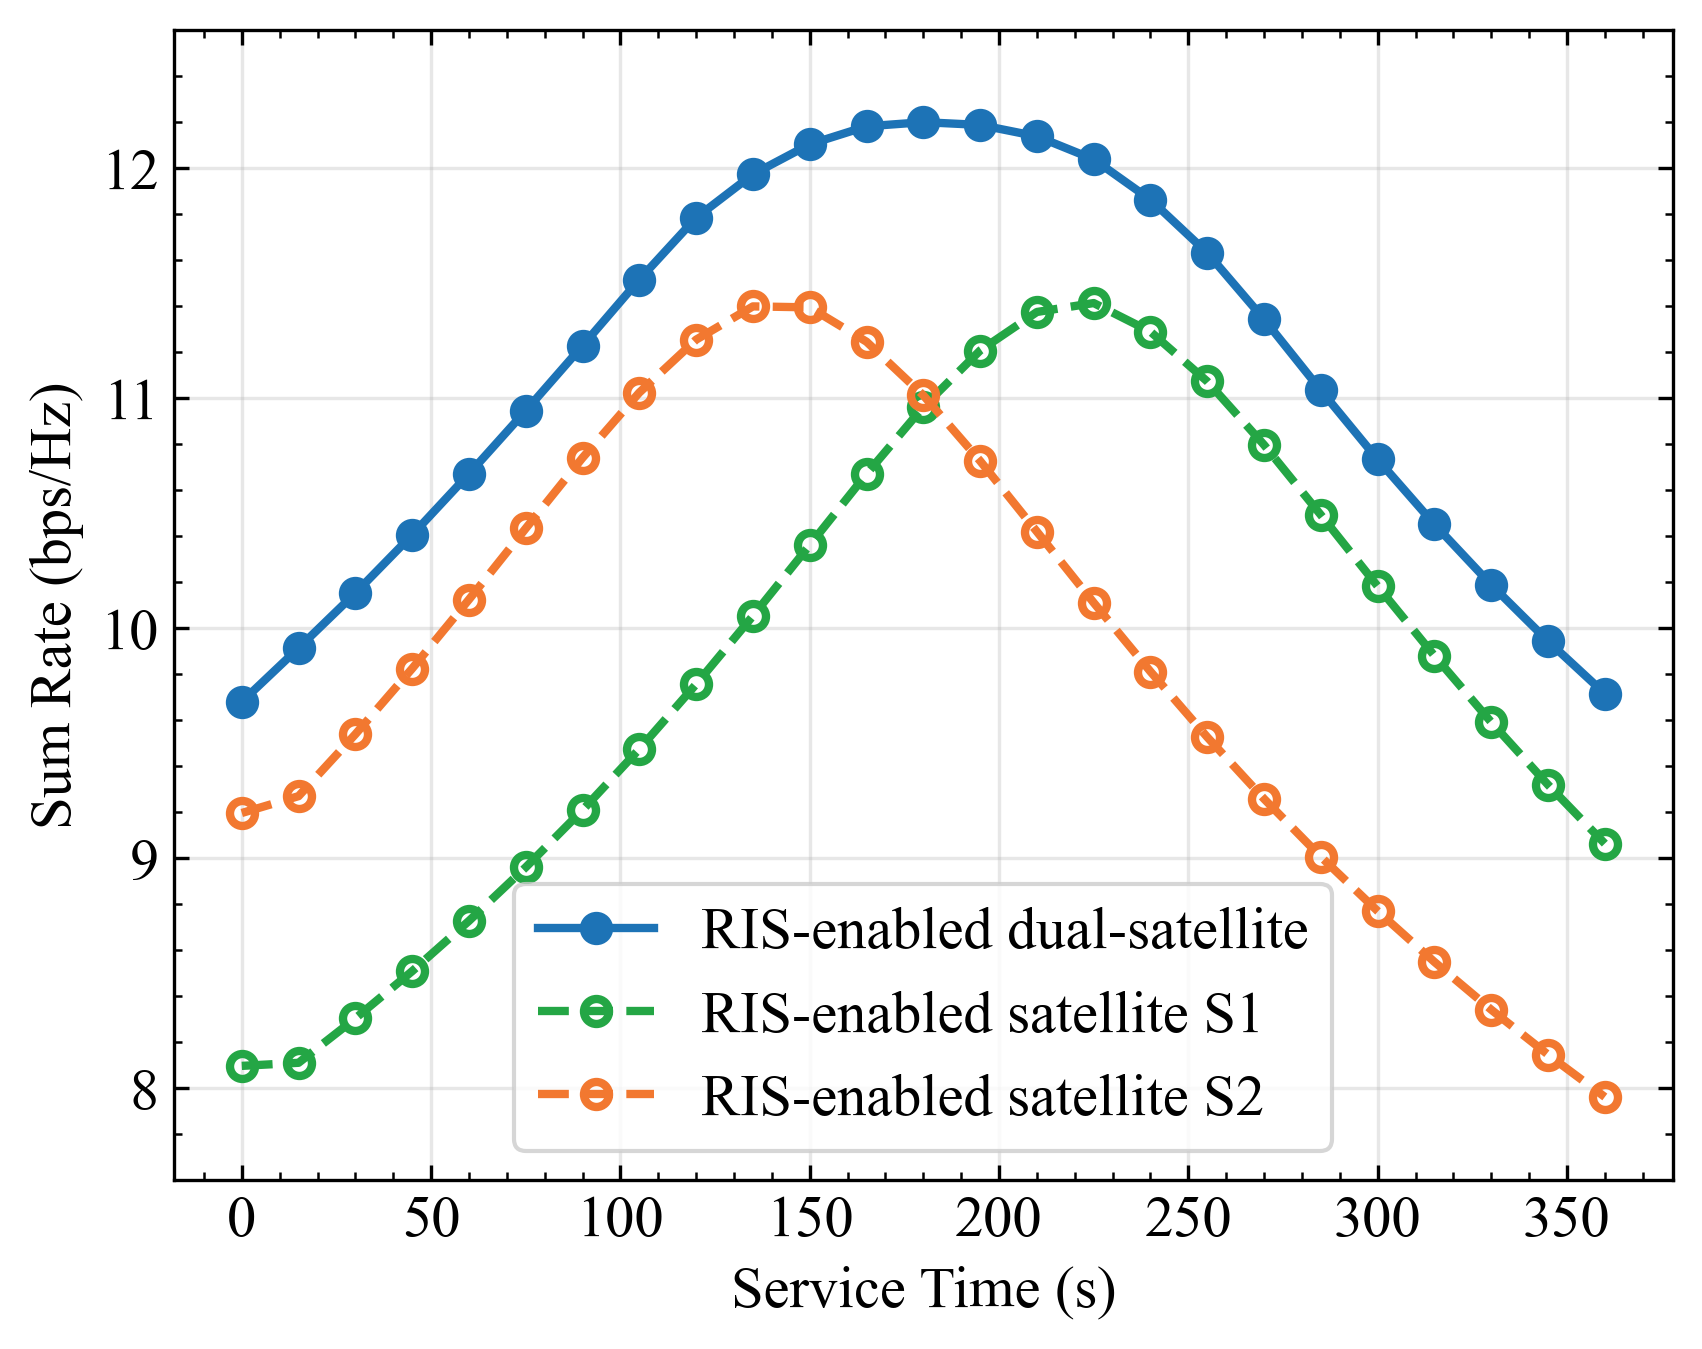 12
11
10
9
8
Sum Rate (bps/Hz)
RIS-enabled dual-satellite
RIS-enabled satellite S1
RIS-enabled satellite S2
0 50 100 150 200 250 300 350
Service Time (s)